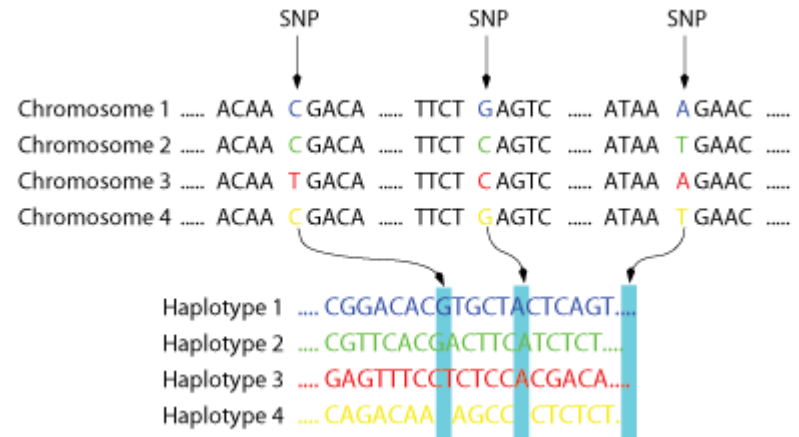 SNP SNP SNP
Chromosome 1 ..... ACAA C GACA ..... TTCT G AGTC ..... ATAA A GAAC .....
Chromosome 2 ..... ACAA C GACA ..... TTCT C AGTC ..... ATAA T GAAC .....
Chromosome 3 ..... ACAA T GACA ..... TTCT C AGTC ..... ATAA A GAAC .....
Chromosome 4 ..... ACAA C GACA ..... TTCT G AGTC ..... ATAA T GAAC .....
Haplotype 1 .... CGGACACGTGCTACTCAGT....
Haplotype 2 .... CGTTCACGACTTCATCTCT....
Haplotype 3 .... GAGTTTCCTCTCCACGACA....
Haplotype 4 .... CAGACAA AGCC CTCTCT.